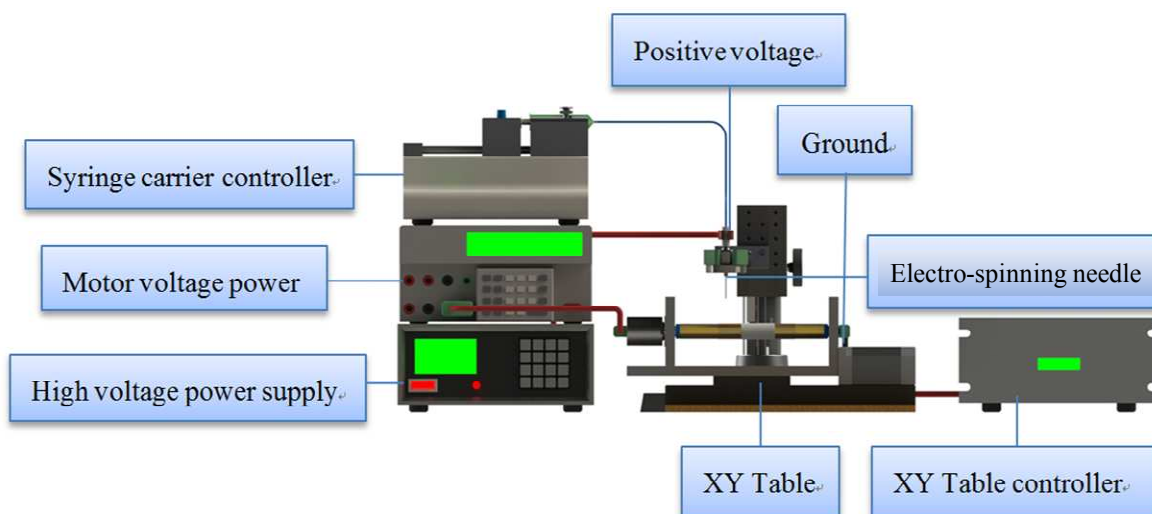 Positive voltage
Ground
Syringe carrier controller
Electro-spinning needle
Motor voltage power
High voltage power supply
XY Table
XY Table controller